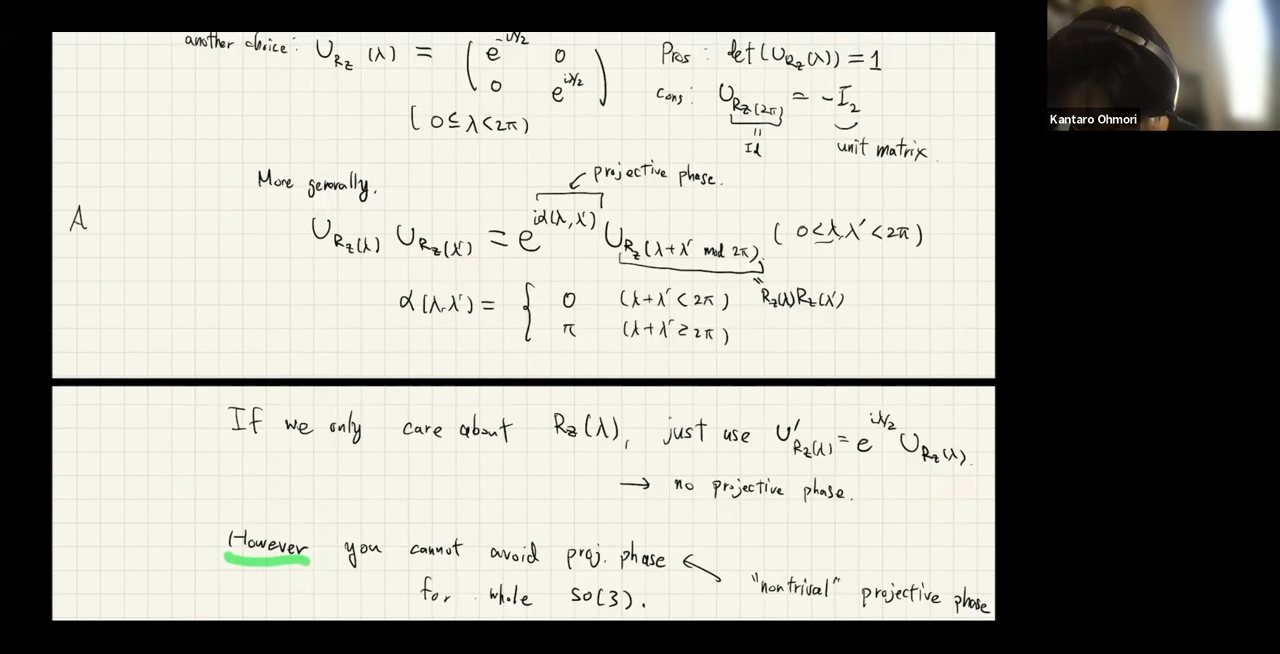 another choice: U_{R_z}(λ) = ( e^{-iλ/2} 0 Pros : det(U_{R_z}(λ)) = 1
0 e^{iλ/2} ) cons : U_{R_z(2π)} = -I_2
[ 0 ≤ λ < 2π )
" Id unit matrix.
More generally, projective phase.
A U_{R_z(λ)} U_{R_z(λ')} = e^{iα(λ,λ')} U_{R_z(λ+λ' mod 2π)} ( 0 ≤ λ, λ' < 2π )
α(λ,λ') = { 0 (λ+λ' < 2π) " R_z(λ)R_z(λ')
π (λ+λ' ≥ 2π)
If we only care about R_z(λ), just use U'_{R_z(λ)} = e^{iλ/2} U_{R_z(λ)}.
→ no projective phase.
However you cannot avoid proj. phase ← "nontrival" projective phase
for whole SO(3).
Kantaro Ohmori